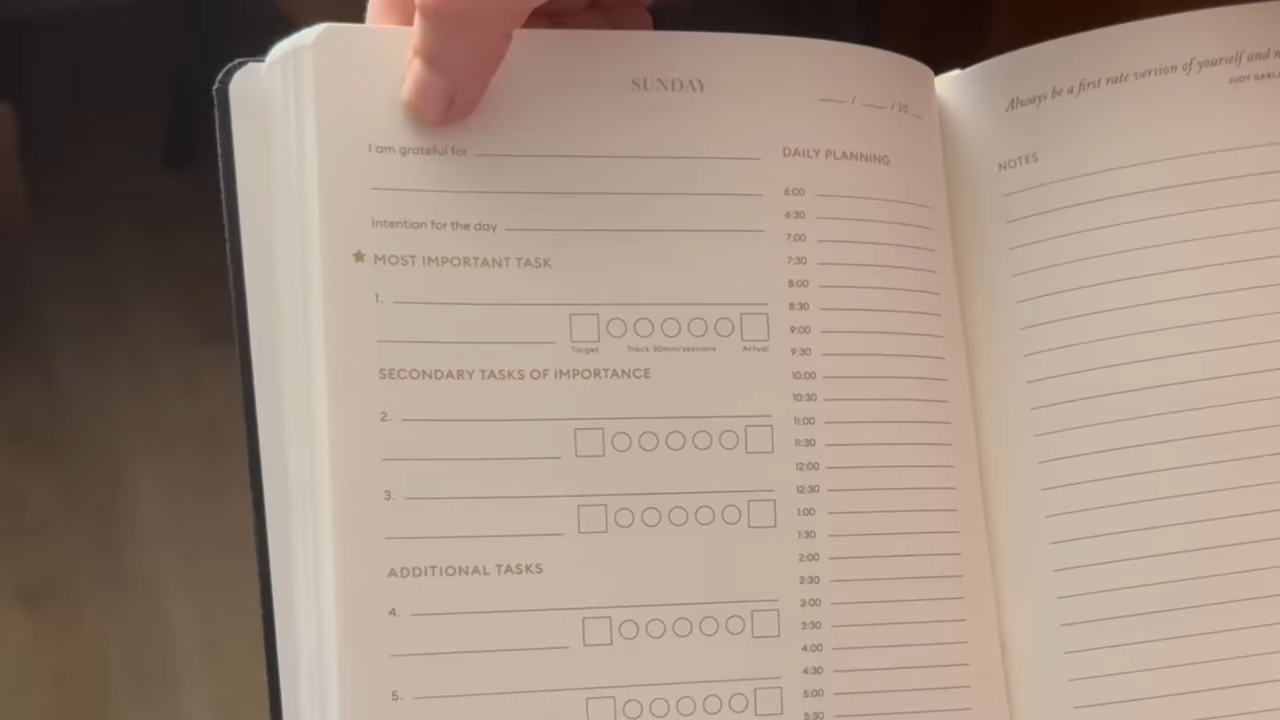 SUNDAY
/ / 20
I am grateful for
Intention for the day
MOST IMPORTANT TASK
1.
Target Track 30min/sessions Actual
SECONDARY TASKS OF IMPORTANCE
2.
3.
ADDITIONAL TASKS
4.
5.
DAILY PLANNING
6:00
6:30
7:00
7:30
8:00
8:30
9:00
9:30
10:00
10:30
11:00
11:30
12:00
12:30
1:00
1:30
2:00
2:30
3:00
3:30
4:00
4:30
5:00
5:30
Always be a first rate version of yourself and
JUDY
NOTES